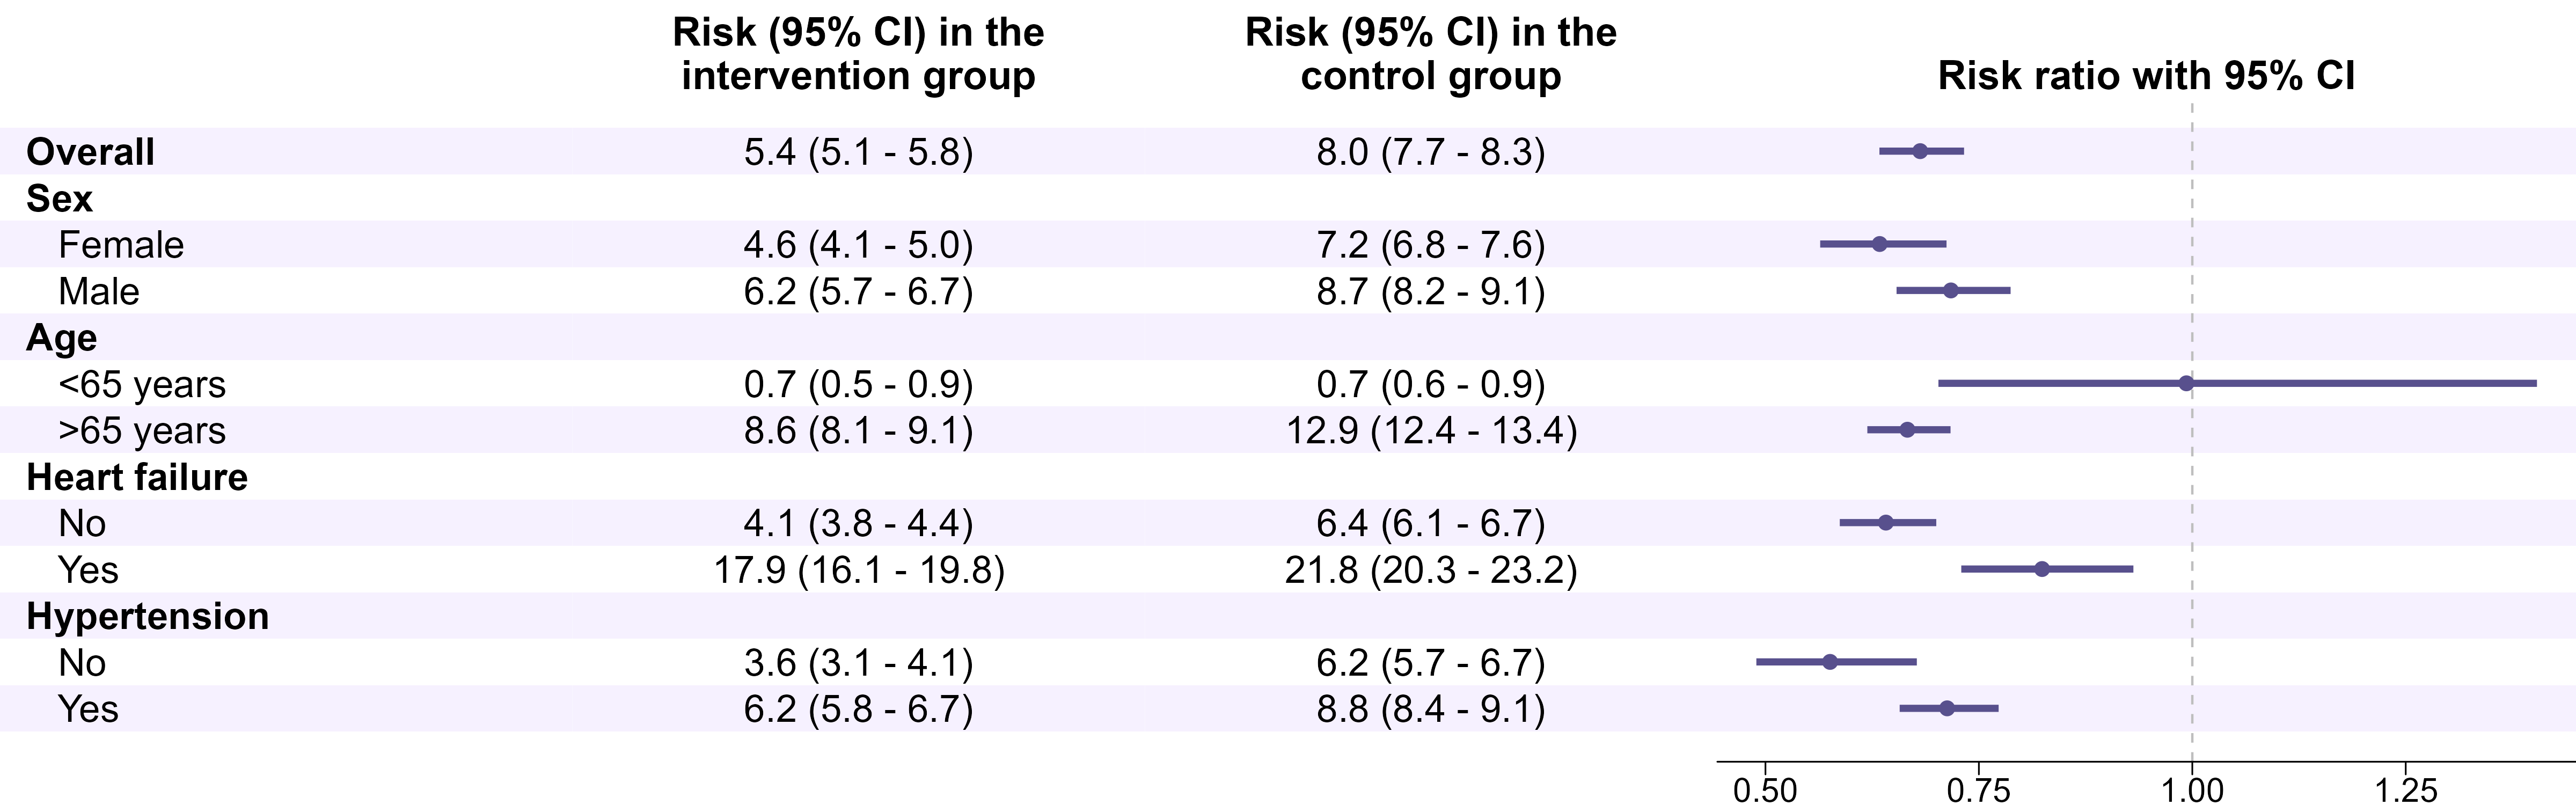 Risk (95% CI) in the intervention group
Risk (95% CI) in the control group
Risk ratio with 95% CI
Overall 5.4 (5.1 - 5.8) 8.0 (7.7 - 8.3)
Sex
Female 4.6 (4.1 - 5.0) 7.2 (6.8 - 7.6)
Male 6.2 (5.7 - 6.7) 8.7 (8.2 - 9.1)
Age
<65 years 0.7 (0.5 - 0.9) 0.7 (0.6 - 0.9)
>65 years 8.6 (8.1 - 9.1) 12.9 (12.4 - 13.4)
Heart failure
No 4.1 (3.8 - 4.4) 6.4 (6.1 - 6.7)
Yes 17.9 (16.1 - 19.8) 21.8 (20.3 - 23.2)
Hypertension
No 3.6 (3.1 - 4.1) 6.2 (5.7 - 6.7)
Yes 6.2 (5.8 - 6.7) 8.8 (8.4 - 9.1)
0.50 0.75 1.00 1.25